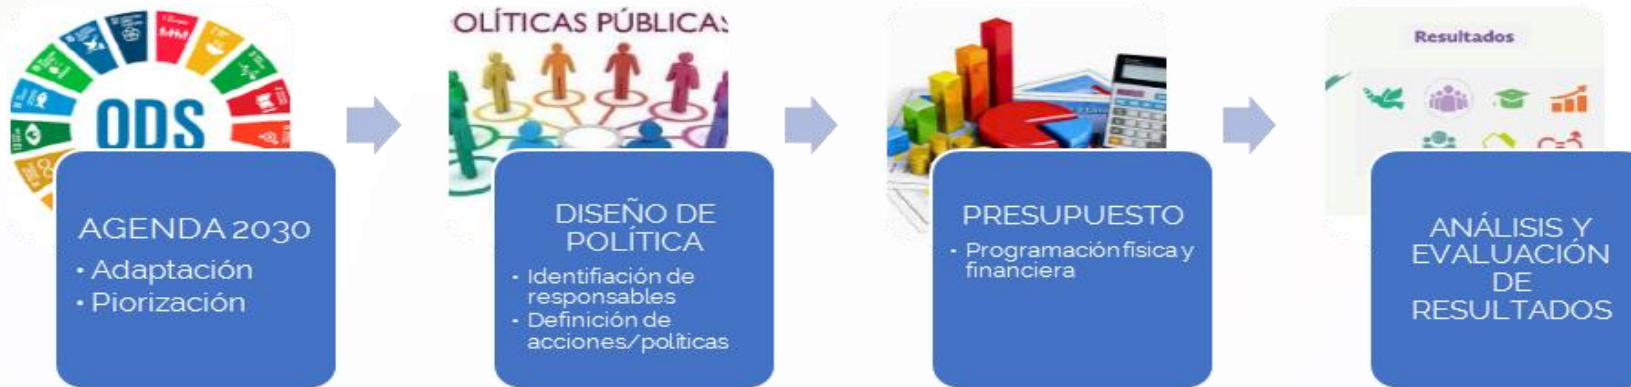 ODS
AGENDA 2030
• Adaptación
• Piorización
OLÍTICAS PÚBLICAS
DISEÑO DE
POLÍTICA
• Identifiación de
responsables
• Definición de
acciones/políticas
PRESUPUESTO
• Programación física y
financiera
Resultados
ANÁLISIS Y
EVALUACIÓN
DE
RESULTADOS